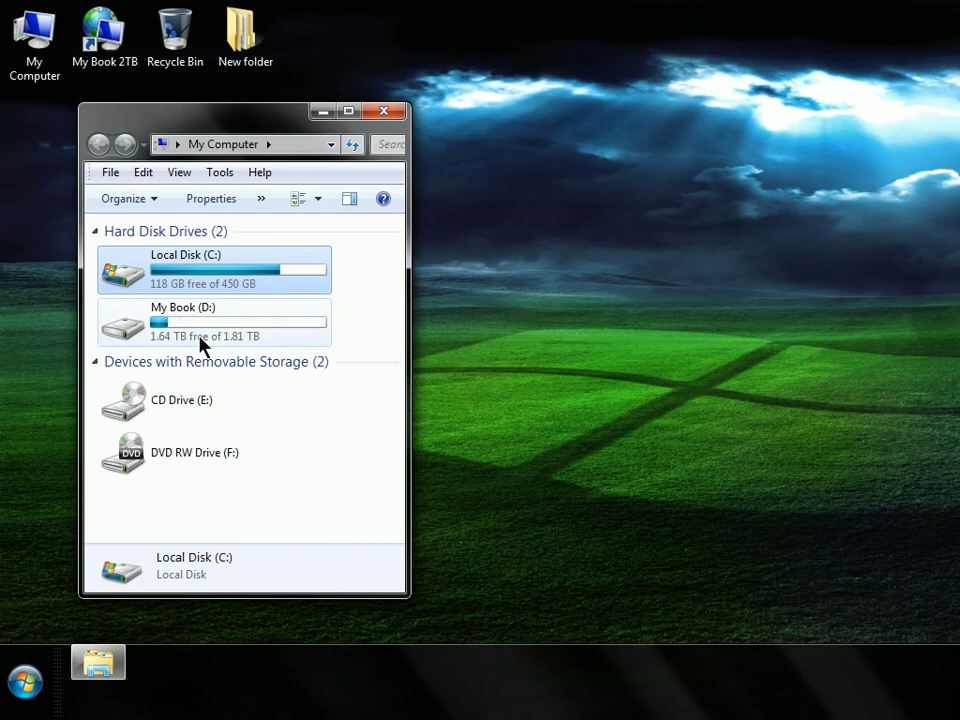 My Computer
My Book 2TB
Recycle Bin
New folder
My Computer
Searc
File Edit View Tools Help
Organize Properties »
Hard Disk Drives (2)
Local Disk (C:)
118 GB free of 450 GB
My Book (D:)
1.64 TB free of 1.81 TB
Devices with Removable Storage (2)
CD Drive (E:)
DVD
DVD RW Drive (F:)
Local Disk (C:)
Local Disk